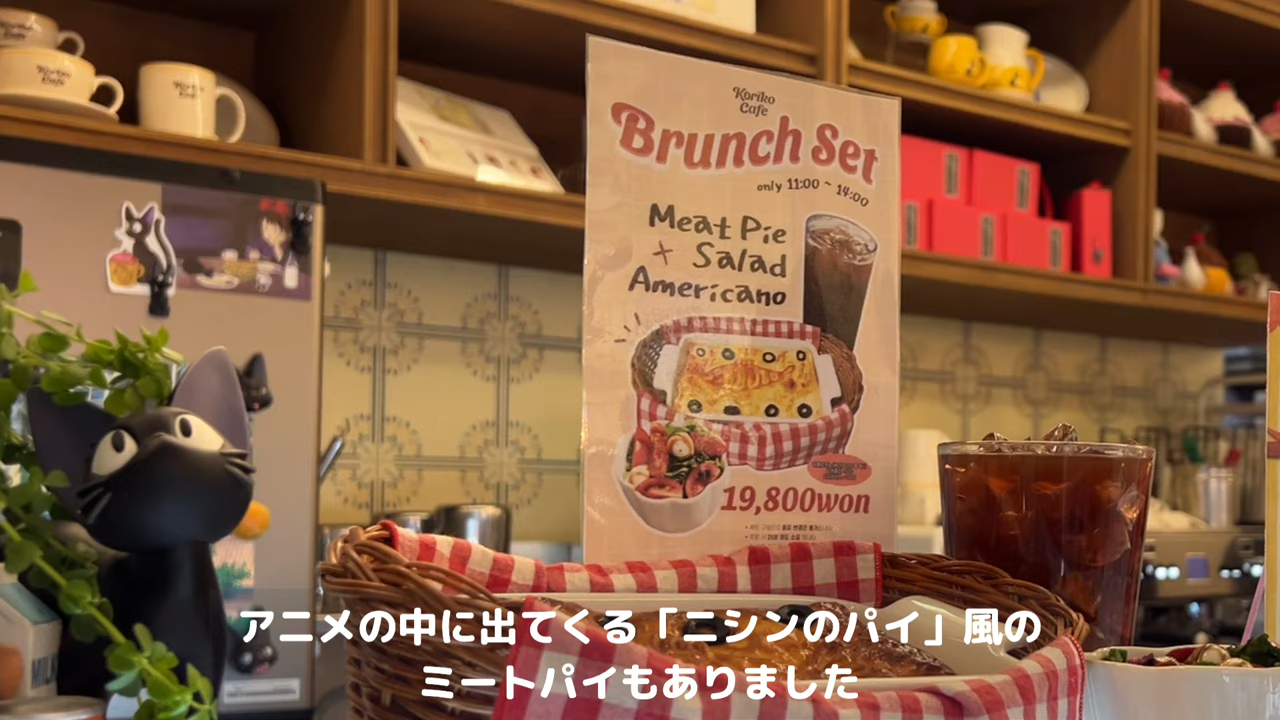 Koriko
Cafe
Brunch Set
only 11:00 ~ 14:00
Meat Pie
+ Salad
Americano
19,800won
アニメの中に出てくる「ニシンのパイ」風の
ミートパイもありました